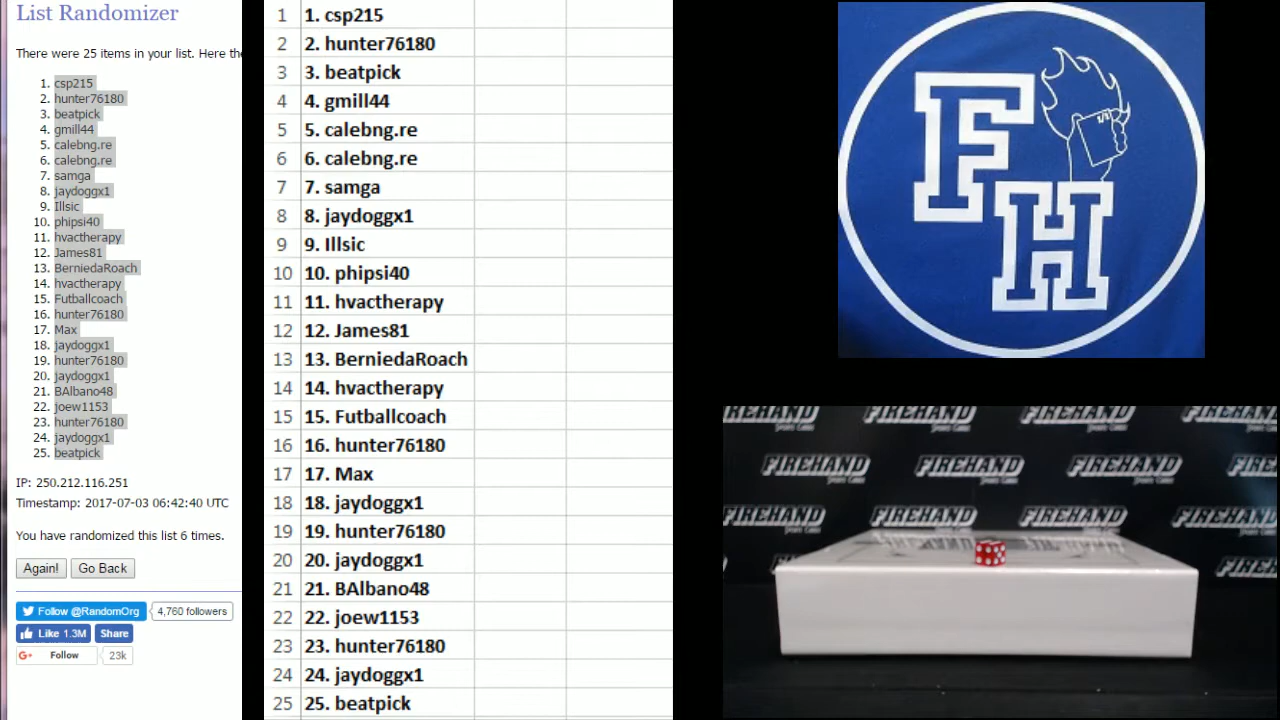 List Randomizer
There were 25 items in your list. Here the
1. csp215
2. hunter76180
3. beatpick
4. gmill44
5. calebng.re
6. calebng.re
7. samga
8. jaydoggx1
9. Illsic
10. phipsi40
11. hvactherapy
12. James81
13. BerniedaRoach
14. hvactherapy
15. Futballcoach
16. hunter76180
17. Max
18. jaydoggx1
19. hunter76180
20. jaydoggx1
21. BAlbano48
22. joew1153
23. hunter76180
24. jaydoggx1
25. beatpick
IP: 250.212.116.251
Timestamp: 2017-07-03 06:42:40 UTC
You have randomized this list 6 times.
Again! Go Back
Follow @RandomOrg 4,760 followers
Like 1.3M Share
G+ Follow 23k
1 1. csp215
2 2. hunter76180
3 3. beatpick
4 4. gmill44
5 5. calebng.re
6 6. calebng.re
7 7. samga
8 8. jaydoggx1
9 9. Illsic
10 10. phipsi40
11 11. hvactherapy
12 12. James81
13 13. BerniedaRoach
14 14. hvactherapy
15 15. Futballcoach
16 16. hunter76180
17 17. Max
18 18. jaydoggx1
19 19. hunter76180
20 20. jaydoggx1
21 21. BAlbano48
22 22. joew1153
23 23. hunter76180
24 24. jaydoggx1
25 25. beatpick
F
1/1
H
FIREHAND FIREHAND FIREHAND FIREHAND
FIREHAND FIREHAND FIREHAND
FIREHAND FIREHAND FIREHAND FIREHAND